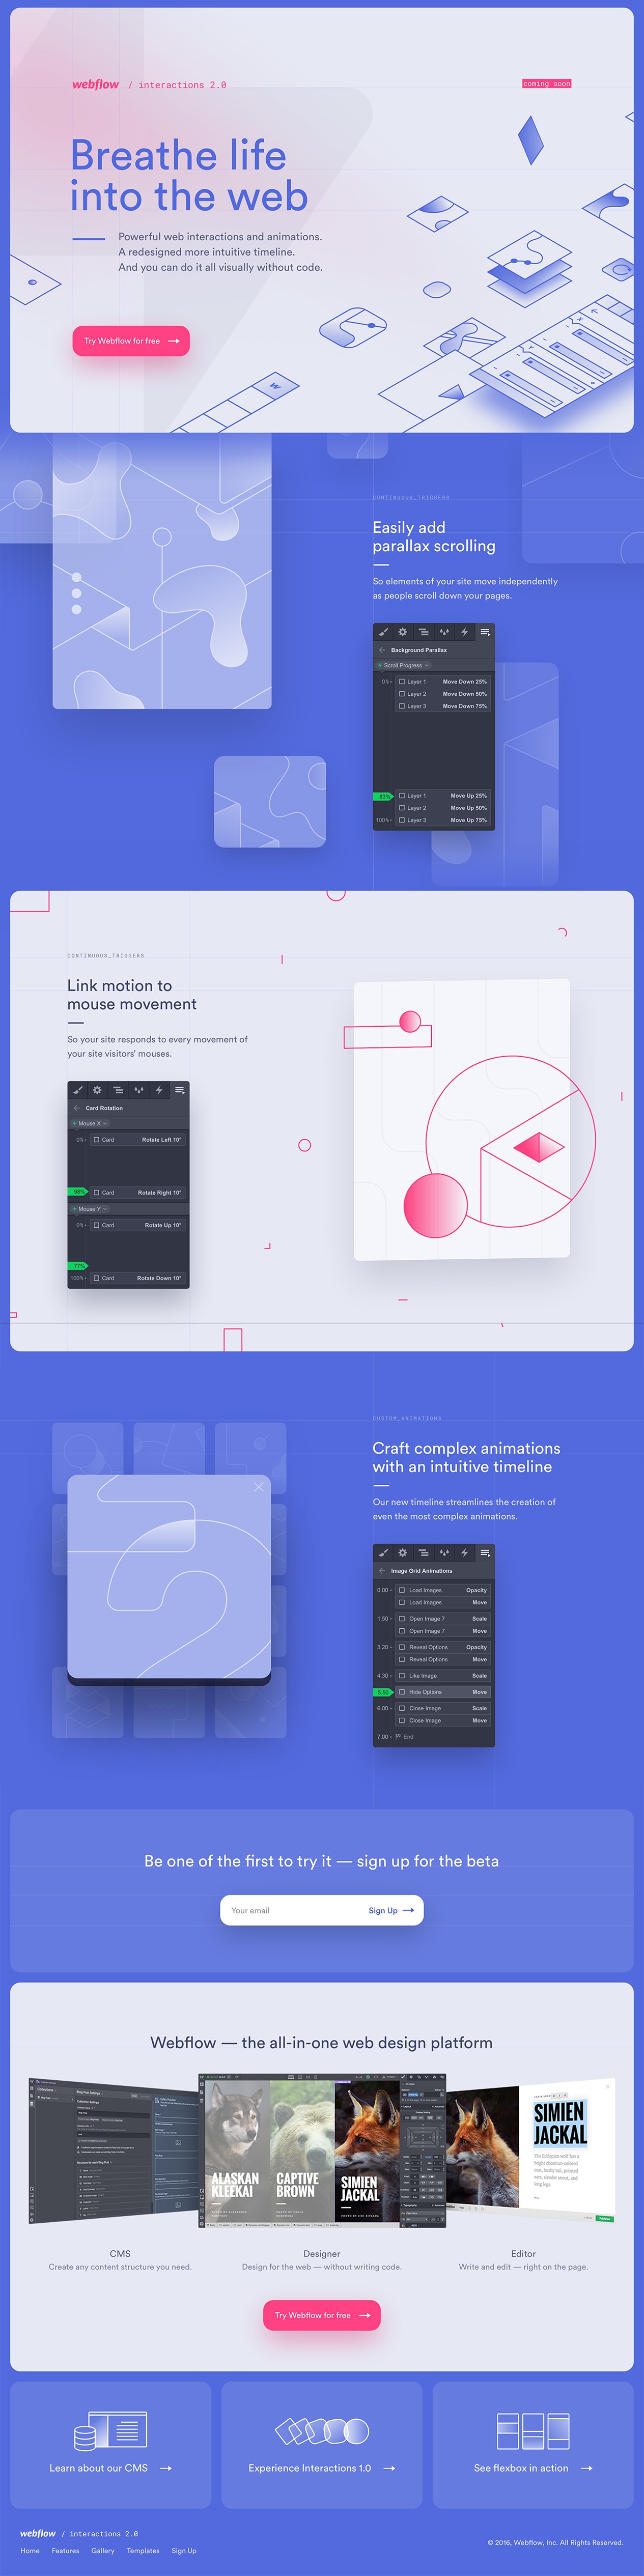 webflow / interactions 2.0
coming soon
Breathe life
into the web
Powerful web interactions and animations.
A redesigned more intuitive timeline.
And you can do it all visually without code.
Try Webflow for free
W
CONTINUOUS_TRIGGERS
Easily add
parallax scrolling
So elements of your site move independently
as people scroll down your pages.
Background Parallax
Scroll Progress
0% Layer 1 Move Down 25%
Layer 2 Move Down 50%
Layer 3 Move Down 75%
83% Layer 1 Move Up 25%
Layer 2 Move Up 50%
100% Layer 3 Move Up 75%
CONTINUOUS_TRIGGERS
Link motion to
mouse movement
So your site responds to every movement of
your site visitors' mouses.
Card Rotation
Mouse X
0% Card Rotate Left 10°
98% Card Rotate Right 10°
Mouse Y
0% Card Rotate Up 10°
77%
100% Card Rotate Down 10°
CUSTOM_ANIMATIONS
Craft complex animations
with an intuitive timeline
Our new timeline streamlines the creation of
even the most complex animations.
Image Grid Animations
0.00 Load Images Opacity
Load Images Move
1.50 Open Image 7 Scale
Open Image 7 Move
3.20 Reveal Options Opacity
Reveal Options Move
4.30 Like Image Scale
5.50 Hide Options Move
6.00 Close Image Scale
Close Image Move
7.00 End
Be one of the first to try it — sign up for the beta
Your email
Sign Up
Webflow — the all-in-one web design platform
ALASKAN
KLEEKAI
CAPTIVE
BROWN
SIMIEN
JACKAL
SIMIEN
JACKAL
CMS
Create any content structure you need.
Designer
Design for the web — without writing code.
Editor
Write and edit — right on the page.
Try Webflow for free
Learn about our CMS
Experience Interactions 1.0
See flexbox in action
webflow / interactions 2.0
Home Features Gallery Templates Sign Up
© 2016, Webflow, Inc. All Rights Reserved.